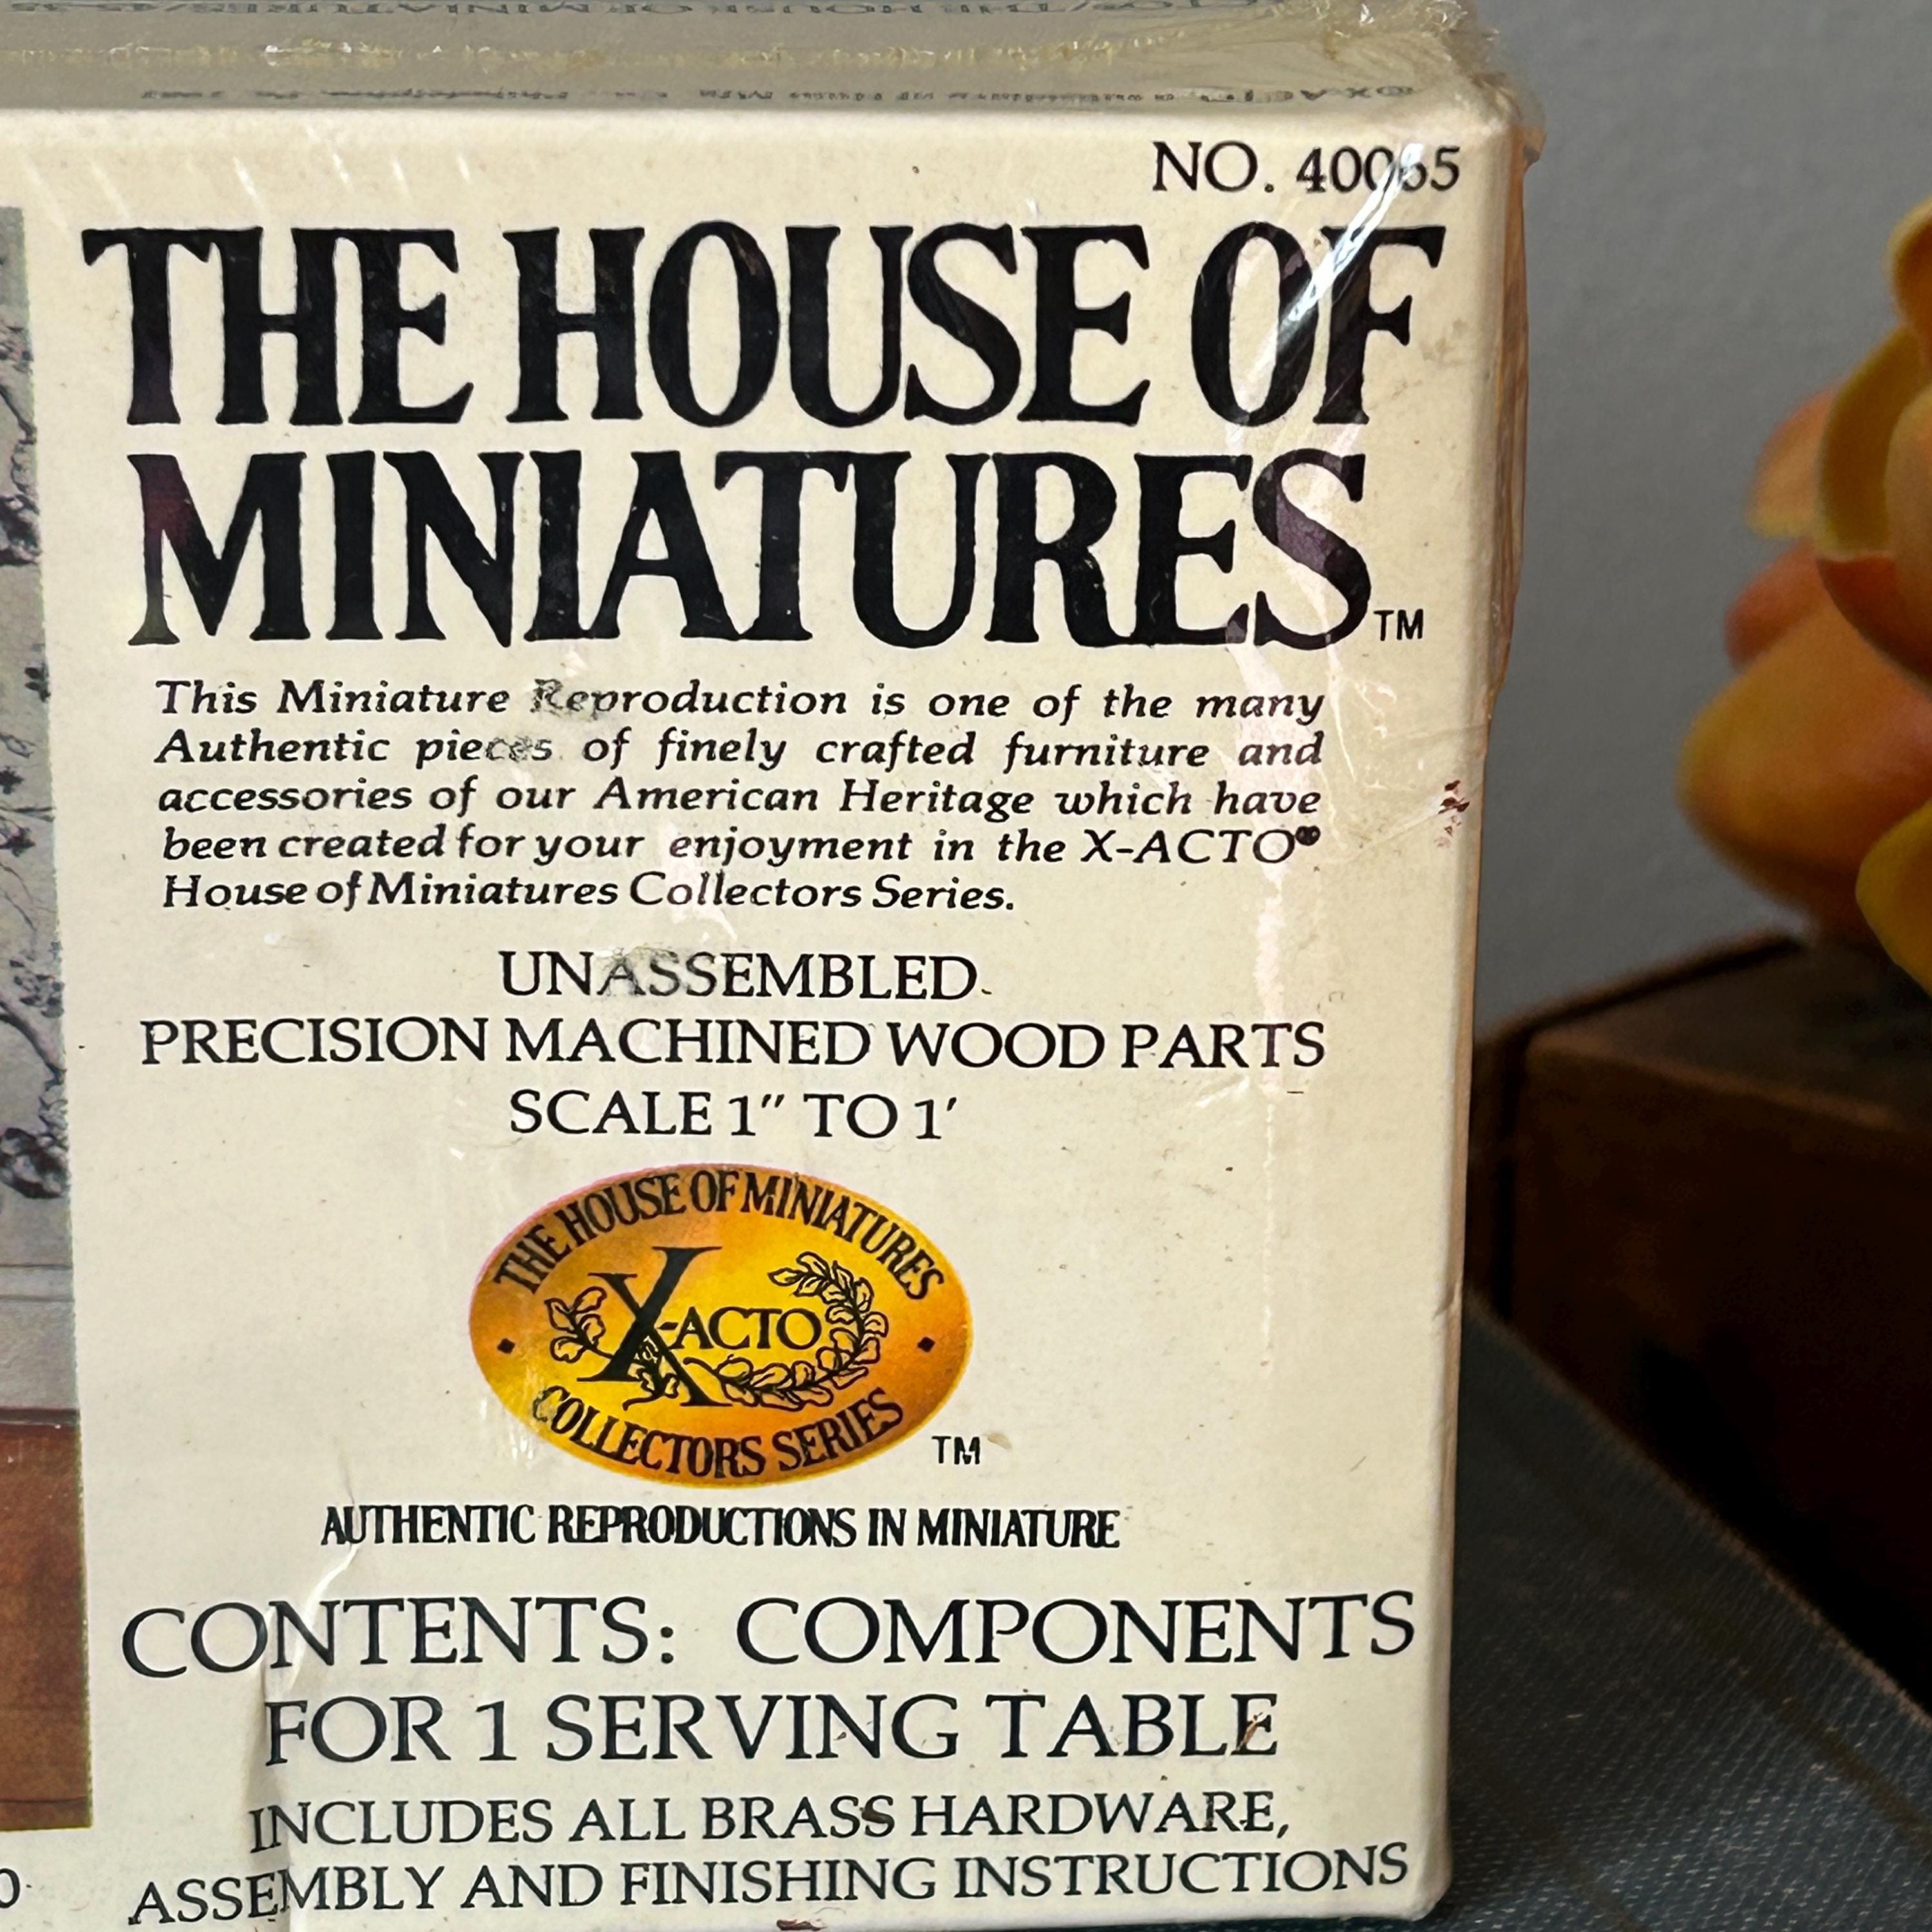 NO. 40065
THE HOUSE OF
MINIATURES™
This Miniature Reproduction is one of the many
Authentic pieces of finely crafted furniture and
accessories of our American Heritage which have
been created for your enjoyment in the X-ACTO®
House of Miniatures Collectors Series.
UNASSEMBLED
PRECISION MACHINED WOOD PARTS
SCALE 1" TO 1'
THE HOUSE OF MINIATURES
X-ACTO
COLLECTORS SERIES
TM
AUTHENTIC REPRODUCTIONS IN MINIATURE
CONTENTS: COMPONENTS
FOR 1 SERVING TABLE
INCLUDES ALL BRASS HARDWARE,
ASSEMBLY AND FINISHING INSTRUCTIONS